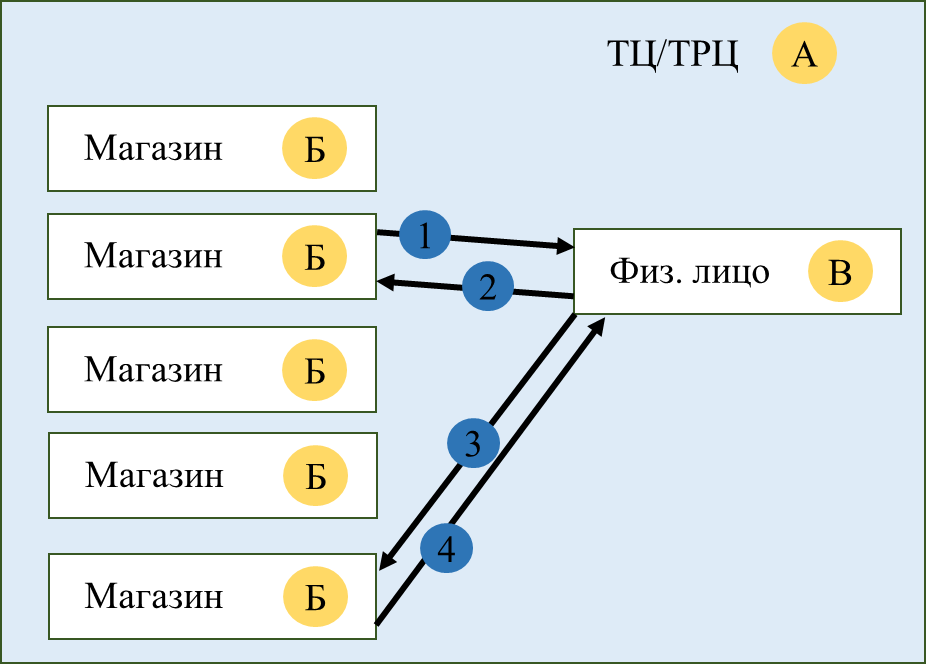 ТЦ/ТРЦ А
Магазин Б
Магазин Б
1
Физ. лицо В
2
Магазин Б
3
Магазин Б
4
Магазин Б